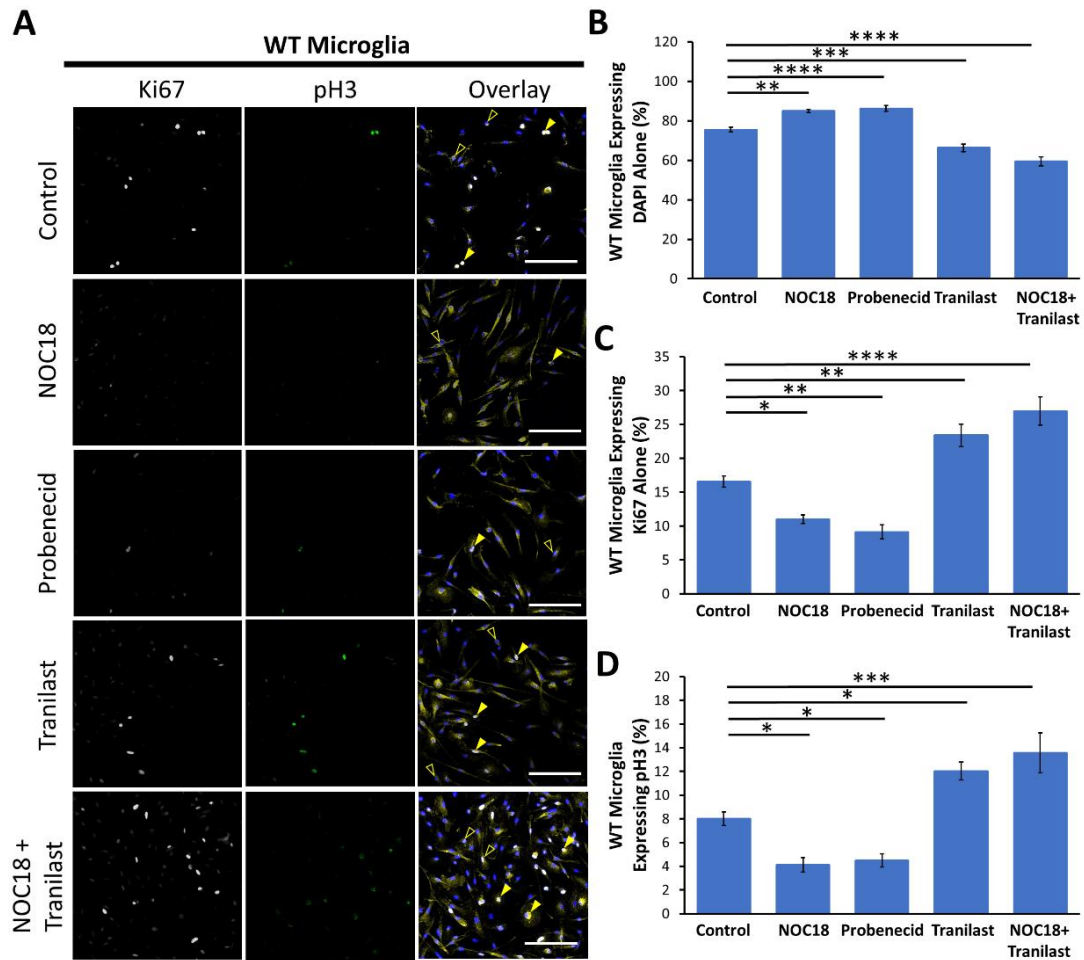 A
WT Microglia
Ki67 pH3 Overlay
Control
NOC18
Probenecid
Tranilast
NOC18 +
Tranilast
B
WT Microglia Expressing
DAPI Alone (%)
120
100
80
60
40
20
0
****
***
****
**
Control NOC18 Probenecid Tranilast NOC18+
Tranilast
C
WT Microglia Expressing
Ki67 Alone (%)
35
30
25
20
15
10
5
0
****
**
**
*
Control NOC18 Probenecid Tranilast NOC18+
Tranilast
D
WT Microglia
Expressing pH3 (%)
20
18
16
14
12
10
8
6
4
2
0
***
*
*
*
Control NOC18 Probenecid Tranilast NOC18+
Tranilast